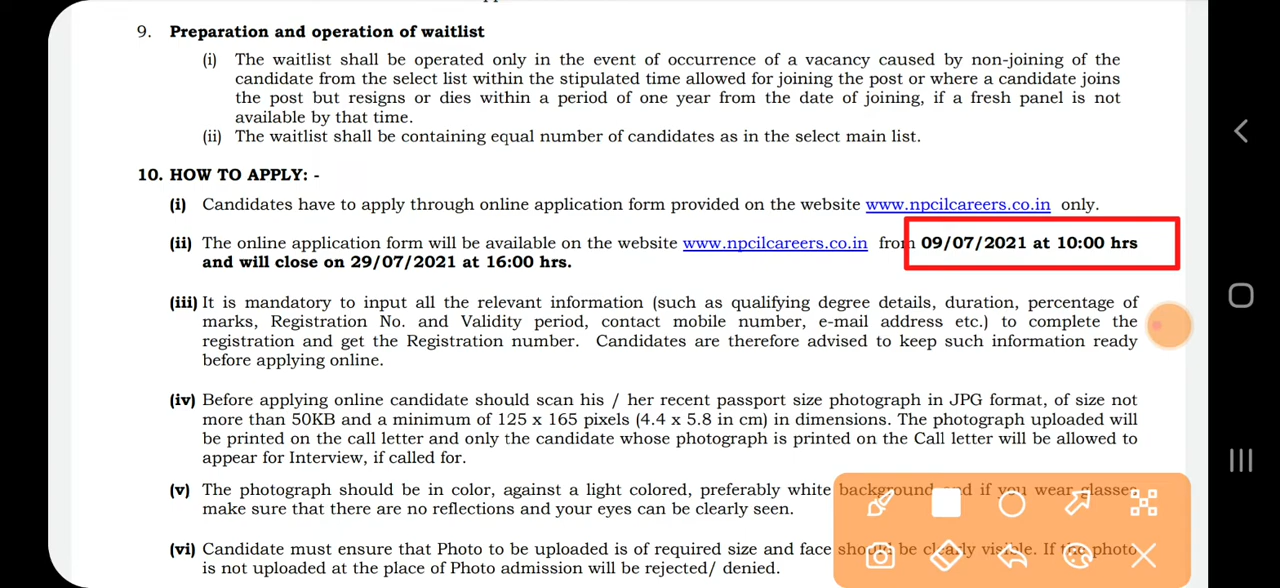 9. Preparation and operation of waitlist
(i) The waitlist shall be operated only in the event of occurrence of a vacancy caused by non-joining of the
candidate from the select list within the stipulated time allowed for joining the post or where a candidate joins
the post but resigns or dies within a period of one year from the date of joining, if a fresh panel is not
available by that time.
(ii) The waitlist shall be containing equal number of candidates as in the select main list.
10. HOW TO APPLY: -
(i) Candidates have to apply through online application form provided on the website www.npcilcareers.co.in only.
(ii) The online application form will be available on the website www.npcilcareers.co.in from 09/07/2021 at 10:00 hrs
and will close on 29/07/2021 at 16:00 hrs.
(iii) It is mandatory to input all the relevant information (such as qualifying degree details, duration, percentage of
marks, Registration No. and Validity period, contact mobile number, e-mail address etc.) to complete the
registration and get the Registration number. Candidates are therefore advised to keep such information ready
before applying online.
(iv) Before applying online candidate should scan his / her recent passport size photograph in JPG format, of size not
more than 50KB and a minimum of 125 x 165 pixels (4.4 x 5.8 in cm) in dimensions. The photograph uploaded will
be printed on the call letter and only the candidate whose photograph is printed on the Call letter will be allowed to
appear for Interview, if called for.
(v) The photograph should be in color, against a light colored, preferably white background and if you wear glasses
make sure that there are no reflections and your eyes can be clearly seen.
(vi) Candidate must ensure that Photo to be uploaded is of required size and face should be clearly visible. If the photo
is not uploaded at the place of Photo admission will be rejected/ denied.